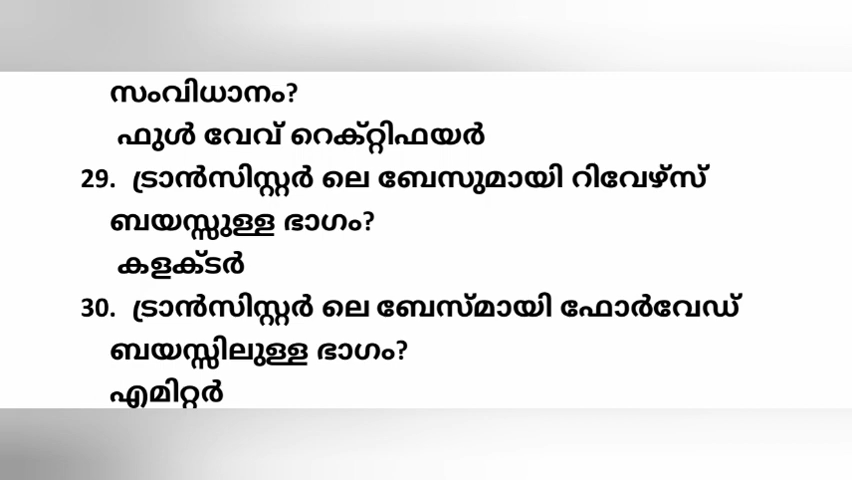 സംവിധാനം?
ഫുൾ വേവ് റെക്റ്റിഫയർ
29. ട്രാൻസിസ്റ്റർ ലെ ബേസുമായി റിവേഴ്സ്
ബയസ്സുള്ള ഭാഗം?
കളക്ടർ
30. ട്രാൻസിസ്റ്റർ ലെ ബേസ്മായി ഫോർവേഡ്
ബയസ്സിലുള്ള ഭാഗം?
എമിറ്റർ